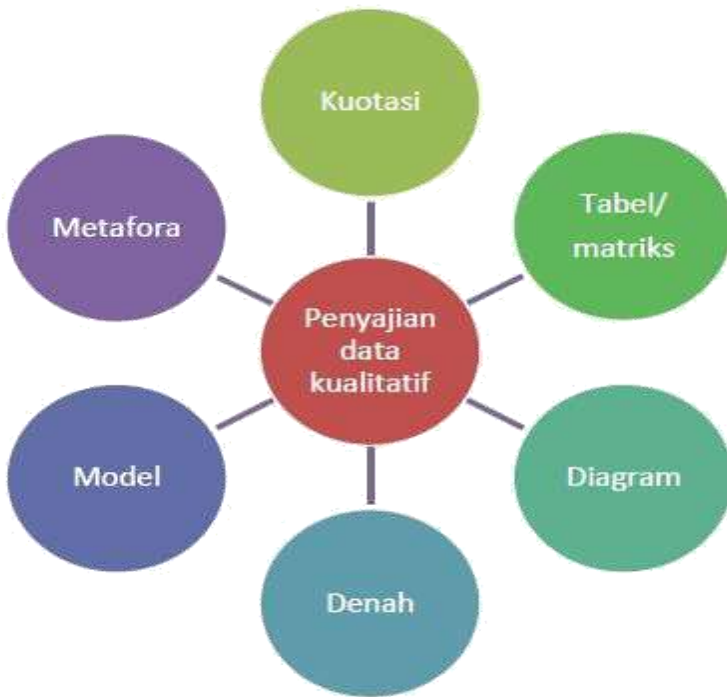 Kuotasi
Tabel/
matriks
Metafora
Penyajian
data
kualitatif
Model
Diagram
Denah